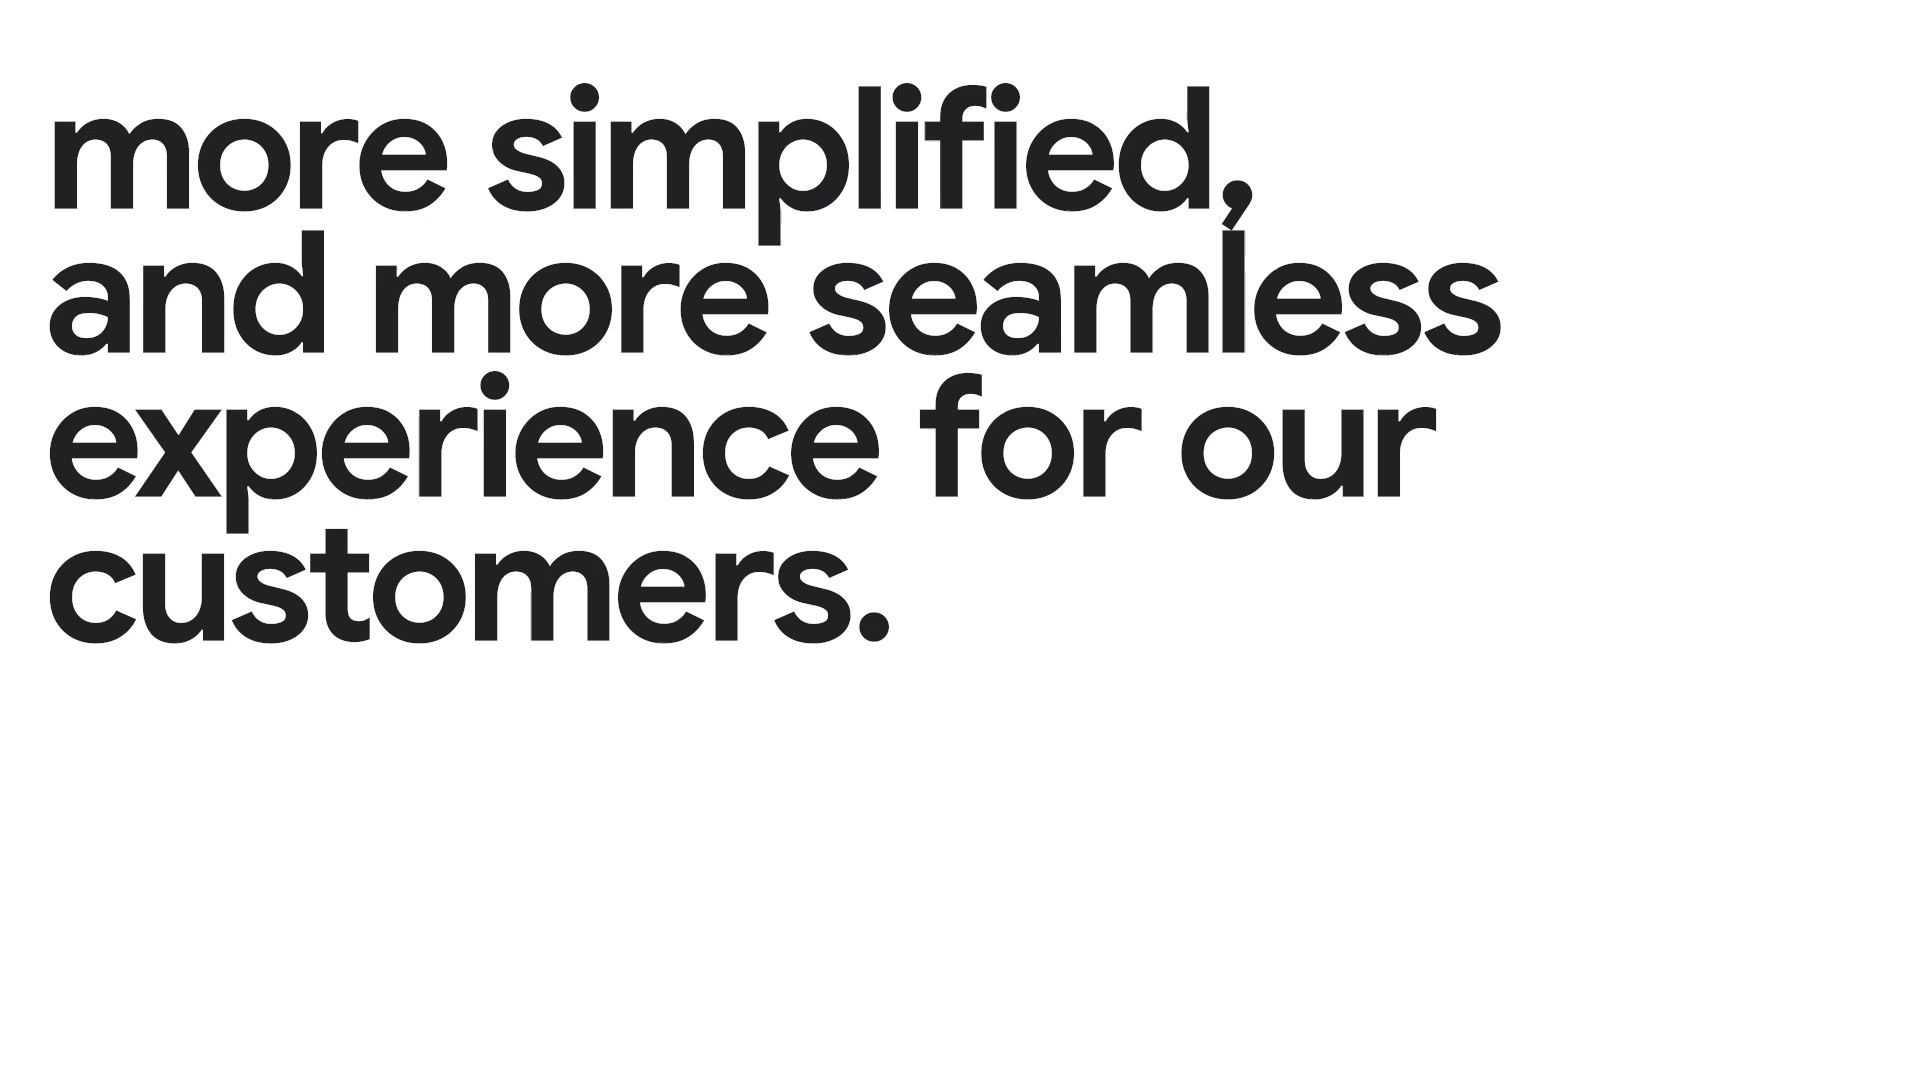 more simplified,
and more seamless
experience for our
customers.